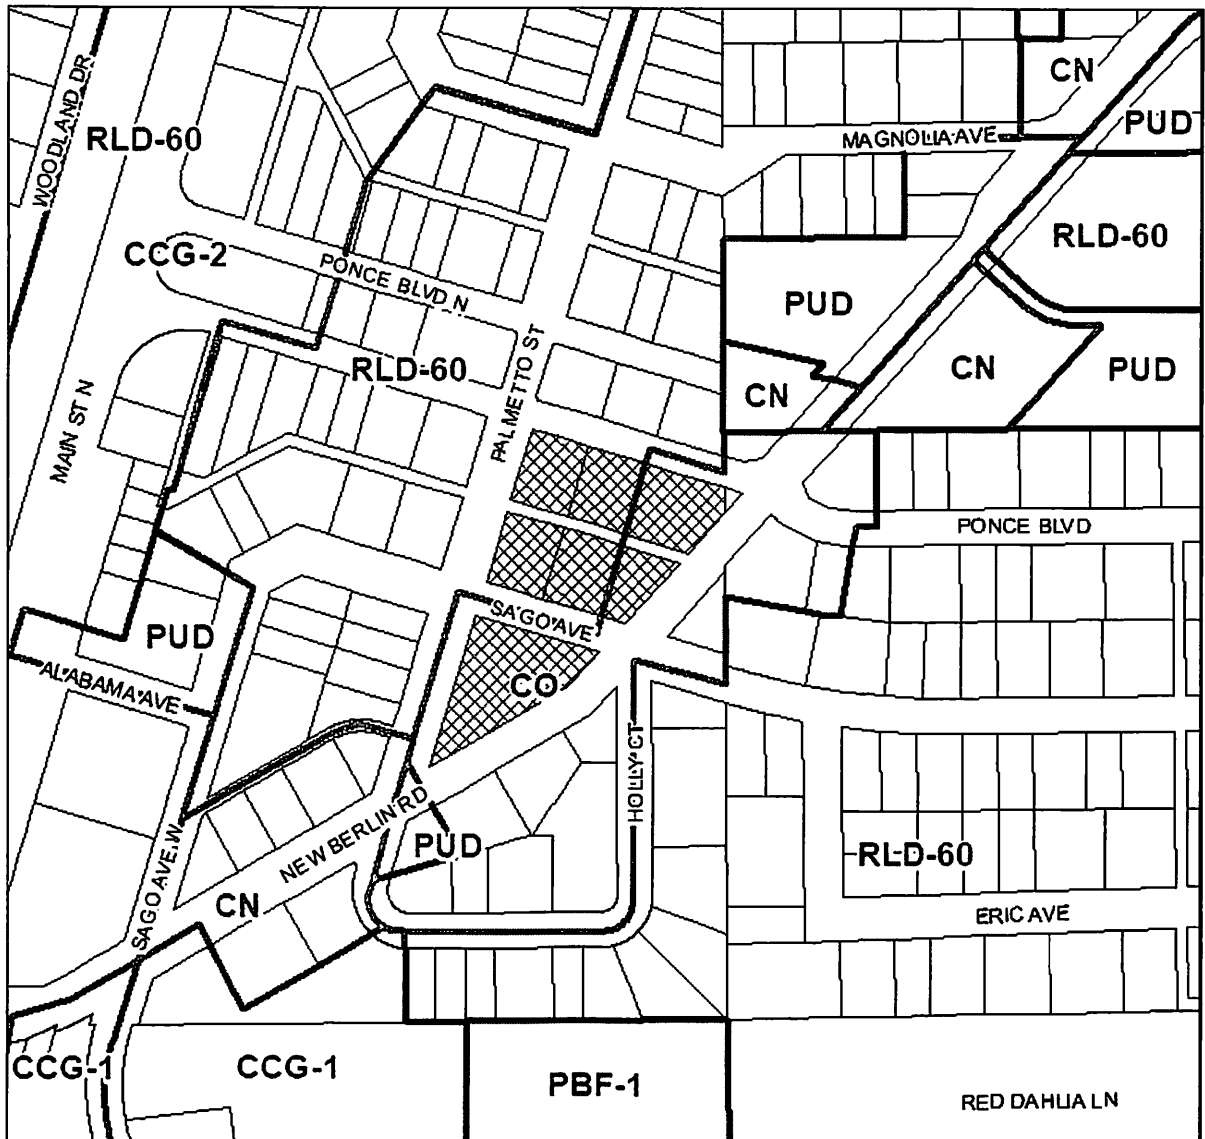 CN
WOODLAND DR
RLD-60
MAGNOLIA AVE
PUD
CCG-2
PONCE BLVD N
RLD-60
PUD
PALMETTO ST
RLD-60
CN
PUD
CN
MAIN ST N
PONCE BLVD
SAGO AVE
PUD
ALABAMA AVE
CO
HOLLY CT
NEW BERLIN RD
PUD
RLD-60
SAGO AVE W
CN
ERIC AVE
CCG-1
CCG-1
PBF-1
RED DAHLIA LN